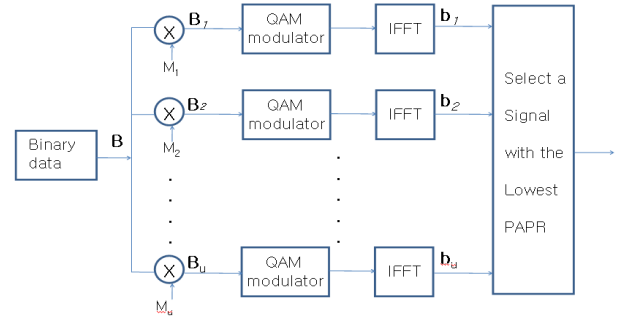 B₁
QAM
modulator
IFFT
b₁
X
M₁
B₂
QAM
modulator
IFFT
b₂
X
M₂
Binary
data
B
Select a
Signal
with the
Lowest
PAPR
Bᵤ
QAM
modulator
IFFT
bᵤ
X
Mᵤ